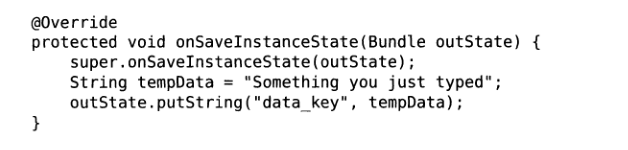 @Override
protected void onSaveInstanceState(Bundle outState) {
    super.onSaveInstanceState(outState);
    String tempData = "Something you just typed";
    outState.putString("data_key", tempData);
}